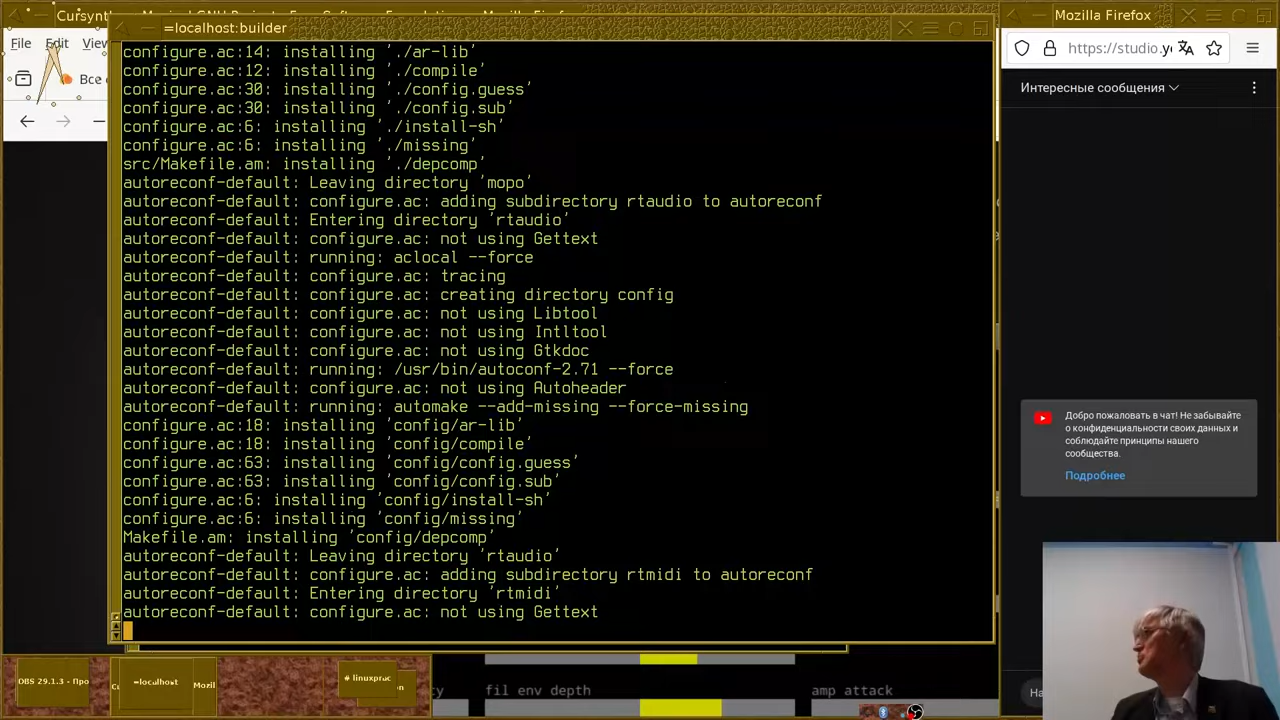 =localhost:builder
Mozilla Firefox
File Edit View
https://studio.y
Все
Интересные сообщения
configure.ac:14: installing './ar-lib'
configure.ac:12: installing './compile'
configure.ac:30: installing './config.guess'
configure.ac:30: installing './config.sub'
configure.ac:6: installing './install-sh'
configure.ac:6: installing './missing'
src/Makefile.am: installing './depcomp'
autoreconf-default: Leaving directory 'mopo'
autoreconf-default: configure.ac: adding subdirectory rtaudio to autoreconf
autoreconf-default: Entering directory 'rtaudio'
autoreconf-default: configure.ac: not using Gettext
autoreconf-default: running: aclocal --force
autoreconf-default: configure.ac: tracing
autoreconf-default: configure.ac: creating directory config
autoreconf-default: configure.ac: not using Libtool
autoreconf-default: configure.ac: not using Intltool
autoreconf-default: configure.ac: not using Gtkdoc
autoreconf-default: running: /usr/bin/autoconf-2.71 --force
autoreconf-default: configure.ac: not using Autoheader
autoreconf-default: running: automake --add-missing --force-missing
configure.ac:18: installing 'config/ar-lib'
configure.ac:18: installing 'config/compile'
configure.ac:63: installing 'config/config.guess'
configure.ac:63: installing 'config/config.sub'
configure.ac:6: installing 'config/install-sh'
configure.ac:6: installing 'config/missing'
Makefile.am: installing 'config/depcomp'
autoreconf-default: Leaving directory 'rtaudio'
autoreconf-default: configure.ac: adding subdirectory rtmidi to autoreconf
autoreconf-default: Entering directory 'rtmidi'
autoreconf-default: configure.ac: not using Gettext
Добро пожаловать в чат! Не забывайте
о конфиденциальности своих данных и
соблюдайте принципы нашего
сообщества.
Подробнее
OBS 29.1.3 - Про
=localhost
Mozil
# linuxprac
fil env depth
amp attack